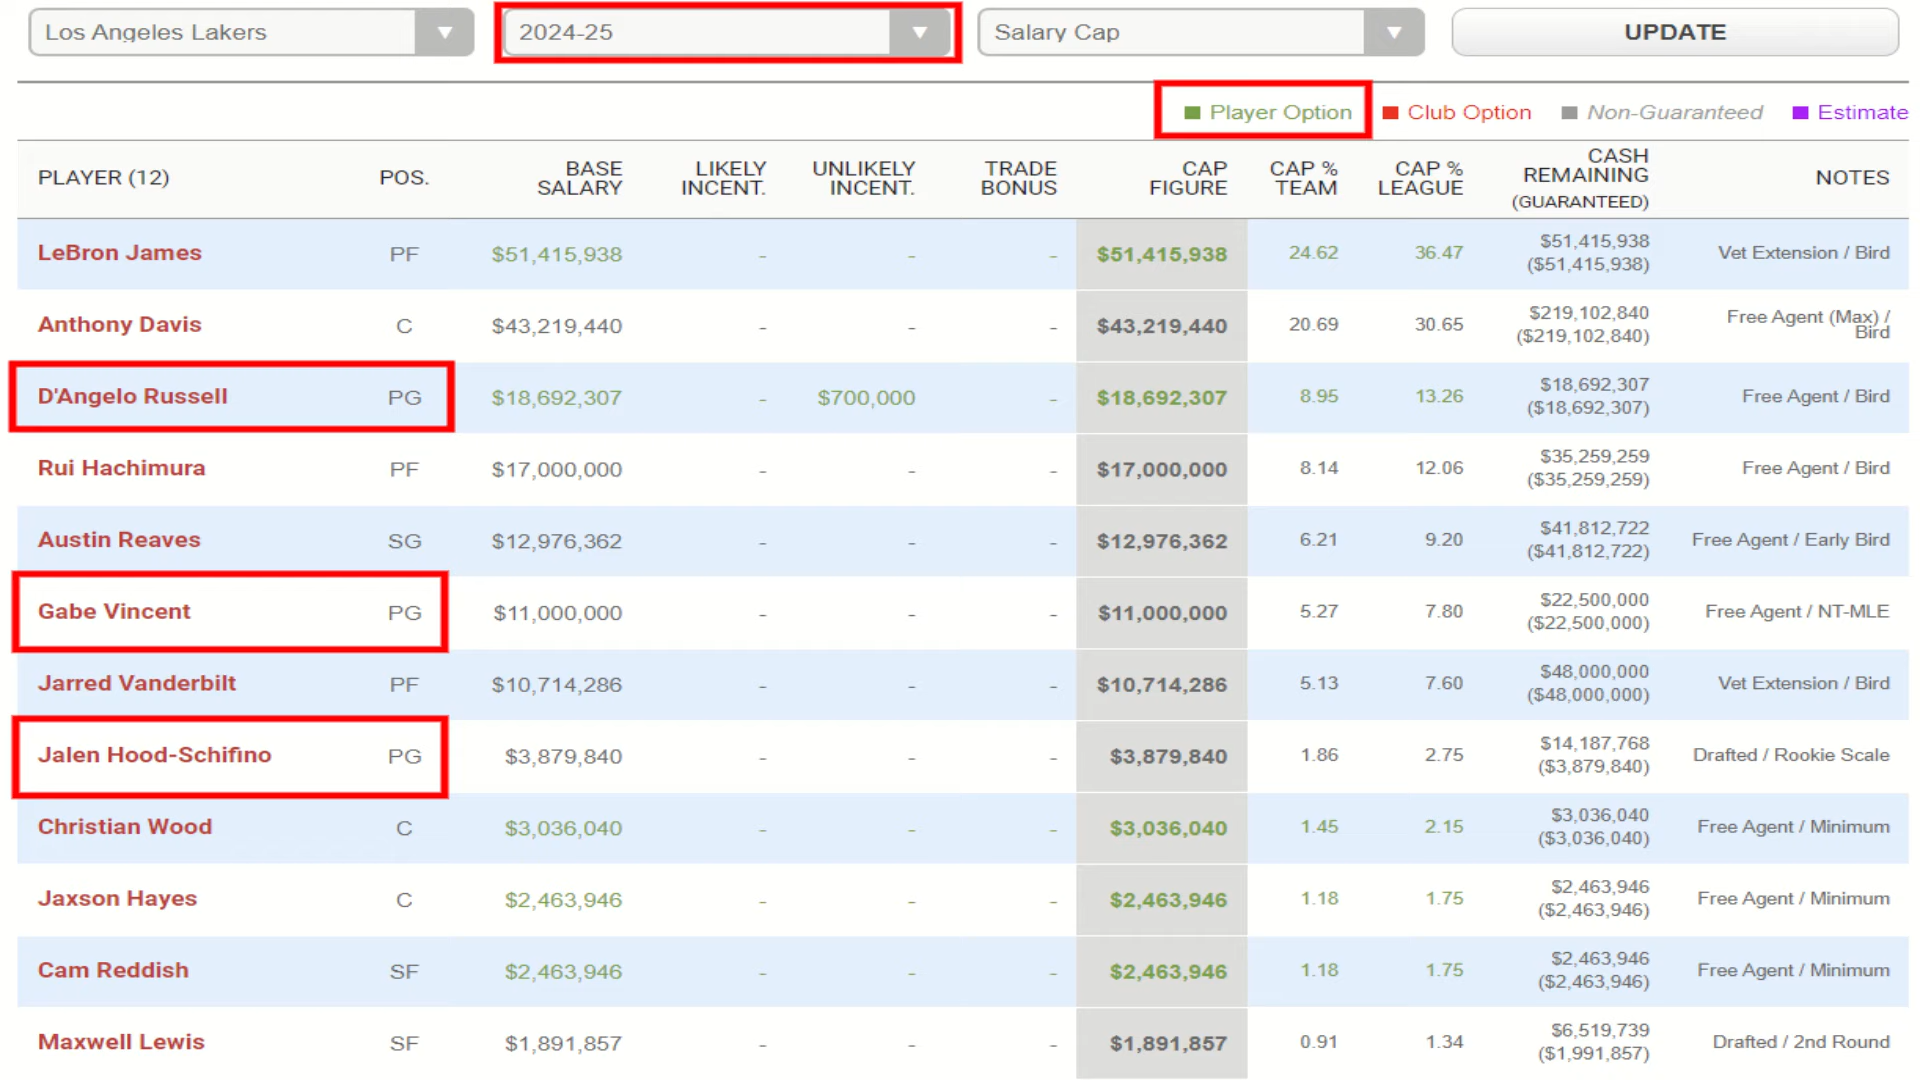 Los Angeles Lakers 2024-25 Salary Cap UPDATE
Player Option Club Option Non-Guaranteed Estimate
PLAYER (12) POS. BASE SALARY LIKELY INCENT. UNLIKELY INCENT. TRADE BONUS CAP FIGURE CAP % TEAM CAP % LEAGUE CASH REMAINING (GUARANTEED) NOTES
LeBron James PF $51,415,938 - - - $51,415,938 24.62 36.47 $51,415,938 ($51,415,938) Vet Extension / Bird
Anthony Davis C $43,219,440 - - - $43,219,440 20.69 30.65 $219,102,840 ($219,102,840) Free Agent (Max) / Bird
D'Angelo Russell PG $18,692,307 - $700,000 - $18,692,307 8.95 13.26 $18,692,307 ($18,692,307) Free Agent / Bird
Rui Hachimura PF $17,000,000 - - - $17,000,000 8.14 12.06 $35,259,259 ($35,259,259) Free Agent / Bird
Austin Reaves SG $12,976,362 - - - $12,976,362 6.21 9.20 $41,812,722 ($41,812,722) Free Agent / Early Bird
Gabe Vincent PG $11,000,000 - - - $11,000,000 5.27 7.80 $22,500,000 ($22,500,000) Free Agent / NT-MLE
Jarred Vanderbilt PF $10,714,286 - - - $10,714,286 5.13 7.60 $48,000,000 ($48,000,000) Vet Extension / Bird
Jalen Hood-Schifino PG $3,879,840 - - - $3,879,840 1.86 2.75 $14,187,768 ($3,879,840) Drafted / Rookie Scale
Christian Wood C $3,036,040 - - - $3,036,040 1.45 2.15 $3,036,040 ($3,036,040) Free Agent / Minimum
Jaxson Hayes C $2,463,946 - - - $2,463,946 1.18 1.75 $2,463,946 ($2,463,946) Free Agent / Minimum
Cam Reddish SF $2,463,946 - - - $2,463,946 1.18 1.75 $2,463,946 ($2,463,946) Free Agent / Minimum
Maxwell Lewis SF $1,891,857 - - - $1,891,857 0.91 1.34 $6,519,739 ($1,991,857) Drafted / 2nd Round